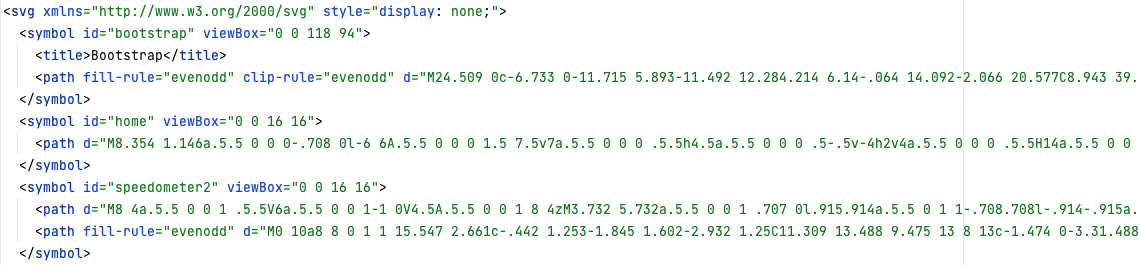 <svg xmlns="http://www.w3.org/2000/svg" style="display: none;">
<symbol id="bootstrap" viewBox="0 0 118 94">
<title>Bootstrap</title>
<path fill-rule="evenodd" clip-rule="evenodd" d="M24.509 0c-6.733 0-11.715 5.893-11.492 12.284.214 6.14-.064 14.092-2.066 20.577C8.943 39.
</symbol>
<symbol id="home" viewBox="0 0 16 16">
<path d="M8.354 1.146a.5.5 0 0 0-.708 0l-6 6A.5.5 0 0 0 1.5 7.5v7a.5.5 0 0 0 .5.5h4.5a.5.5 0 0 0 .5-.5v-4h2v4a.5.5 0 0 0 .5.5H14a.5.5 0 0
</symbol>
<symbol id="speedometer2" viewBox="0 0 16 16">
<path d="M8 4a.5.5 0 0 1 .5.5V6a.5.5 0 0 1-1 0V4.5A.5.5 0 0 1 8 4zM3.732 5.732a.5.5 0 0 1 .707 0l.915.914a.5.5 0 1 1-.708.708l-.914-.915a.
<path fill-rule="evenodd" d="M0 10a8 8 0 1 1 15.547 2.661c-.442 1.253-1.845 1.602-2.932 1.25C11.309 13.488 9.475 13 8 13c-1.474 0-3.31.488
</symbol>